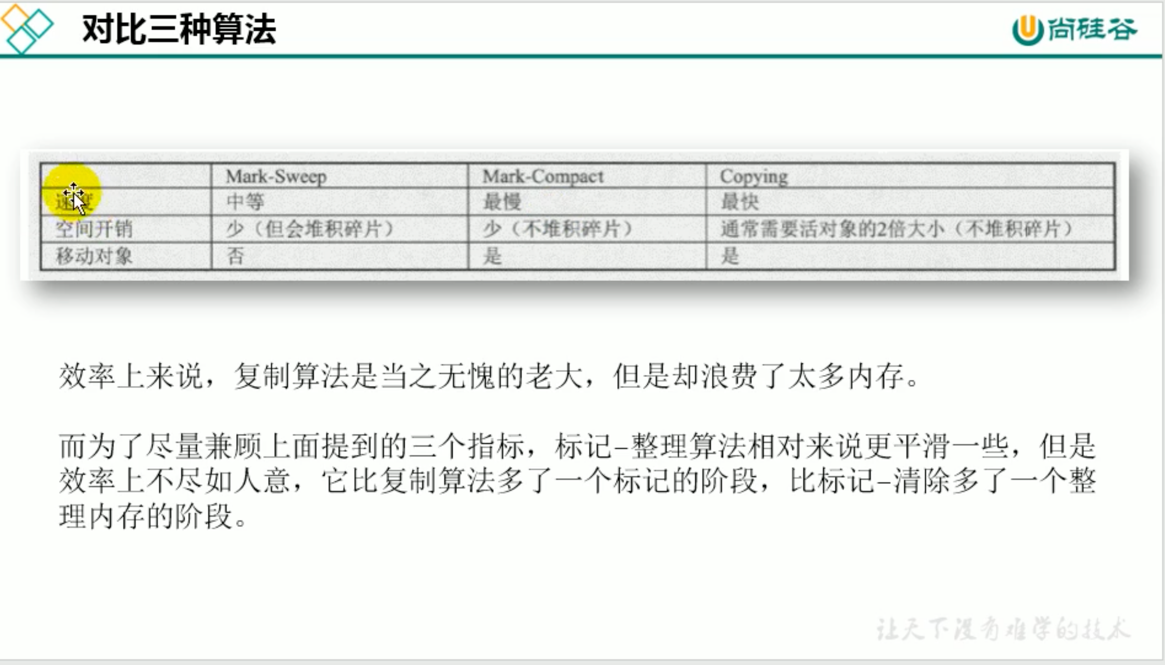 对比三种算法
尚硅谷
Mark-Sweep Mark-Compact Copying
速度 中等 最慢 最快
空间开销 少（但会堆积碎片） 少（不堆积碎片） 通常需要活对象的2倍大小（不堆积碎片）
移动对象 否 是 是
效率上来说，复制算法是当之无愧的老大，但是却浪费了太多内存。
而为了尽量兼顾上面提到的三个指标，标记-整理算法相对来说更平滑一些，但是
效率上不尽如人意，它比复制算法多了一个标记的阶段，比标记-清除多了一个整
理内存的阶段。
让天下没有难学的技术